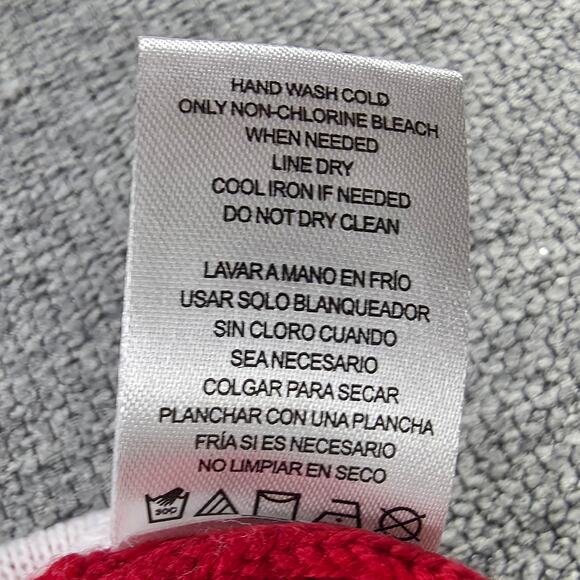 HAND WASH COLD
ONLY NON-CHLORINE BLEACH
WHEN NEEDED
LINE DRY
COOL IRON IF NEEDED
DO NOT DRY CLEAN
LAVAR A MANO EN FRÍO
USAR SOLO BLANQUEADOR
SIN CLORO CUANDO
SEA NECESARIO
COLGAR PARA SECAR
PLANCHAR CON UNA PLANCHA
FRÍA SI ES NECESARIO
NO LIMPIAR EN SECO
30C